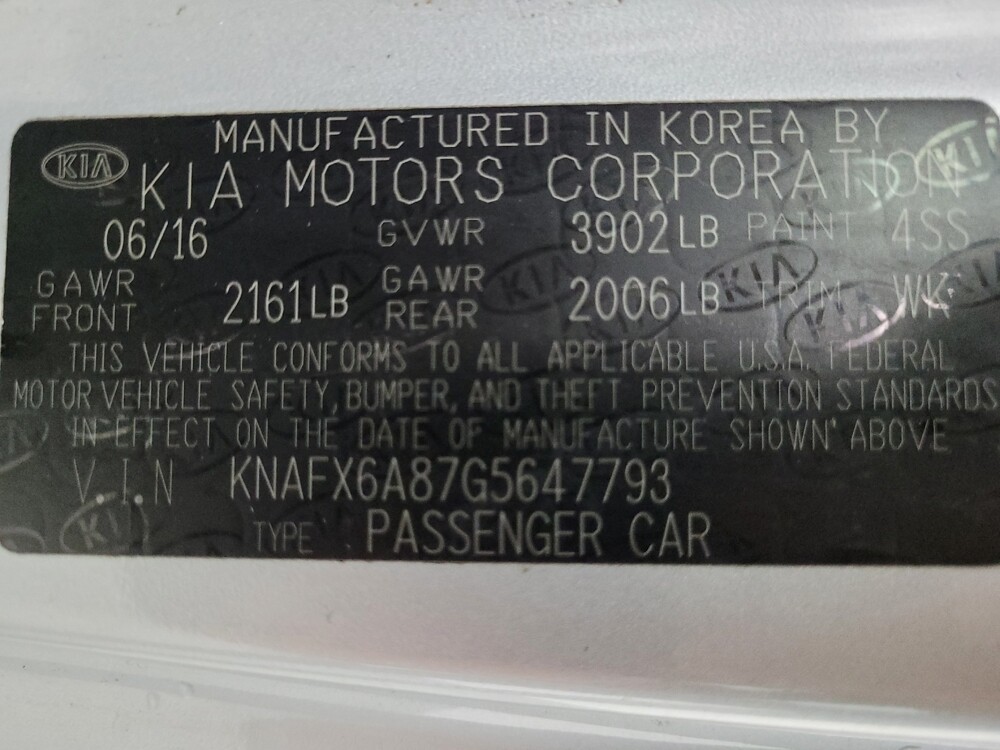 MANUFACTURED IN KOREA BY
KIA KIA MOTORS CORPORATION
06/16 GVWR 3902LB PAINT 4SS
GAWR FRONT 2161LB GAWR REAR 2006LB TRIM WK
THIS VEHICLE CONFORMS TO ALL APPLICABLE U.S.A. FEDERAL
MOTOR VEHICLE SAFETY, BUMPER, AND THEFT PREVENTION STANDARDS
IN EFFECT ON THE DATE OF MANUFACTURE SHOWN ABOVE
V.I.N KNAFX6A87G5647793
TYPE PASSENGER CAR